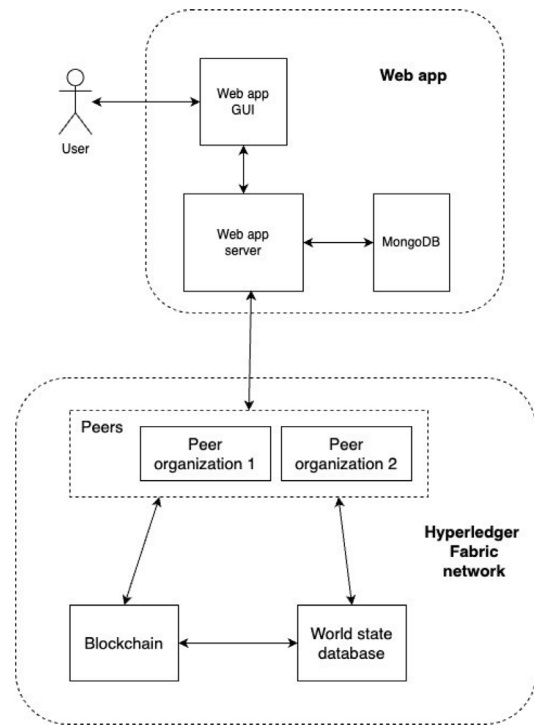 Web app
Web app
GUI
User
Web app
server
MongoDB
Peers
Peer
organization 1
Peer
organization 2
Hyperledger
Fabric
network
Blockchain
World state
database